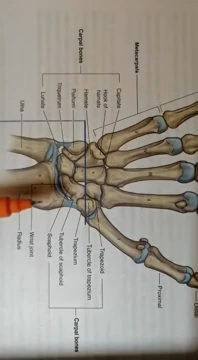 Carpal bones
Metacarpals
Capitate
Hook of
hamate
Hamate
Pisiform
Triquetrum
Lunate
Ulna
Trapezoid
Tubercle of trapezium
Trapezium
Tubercle of scaphoid
Scaphoid
Wrist joint
Radius
Carpal bones
Proximal